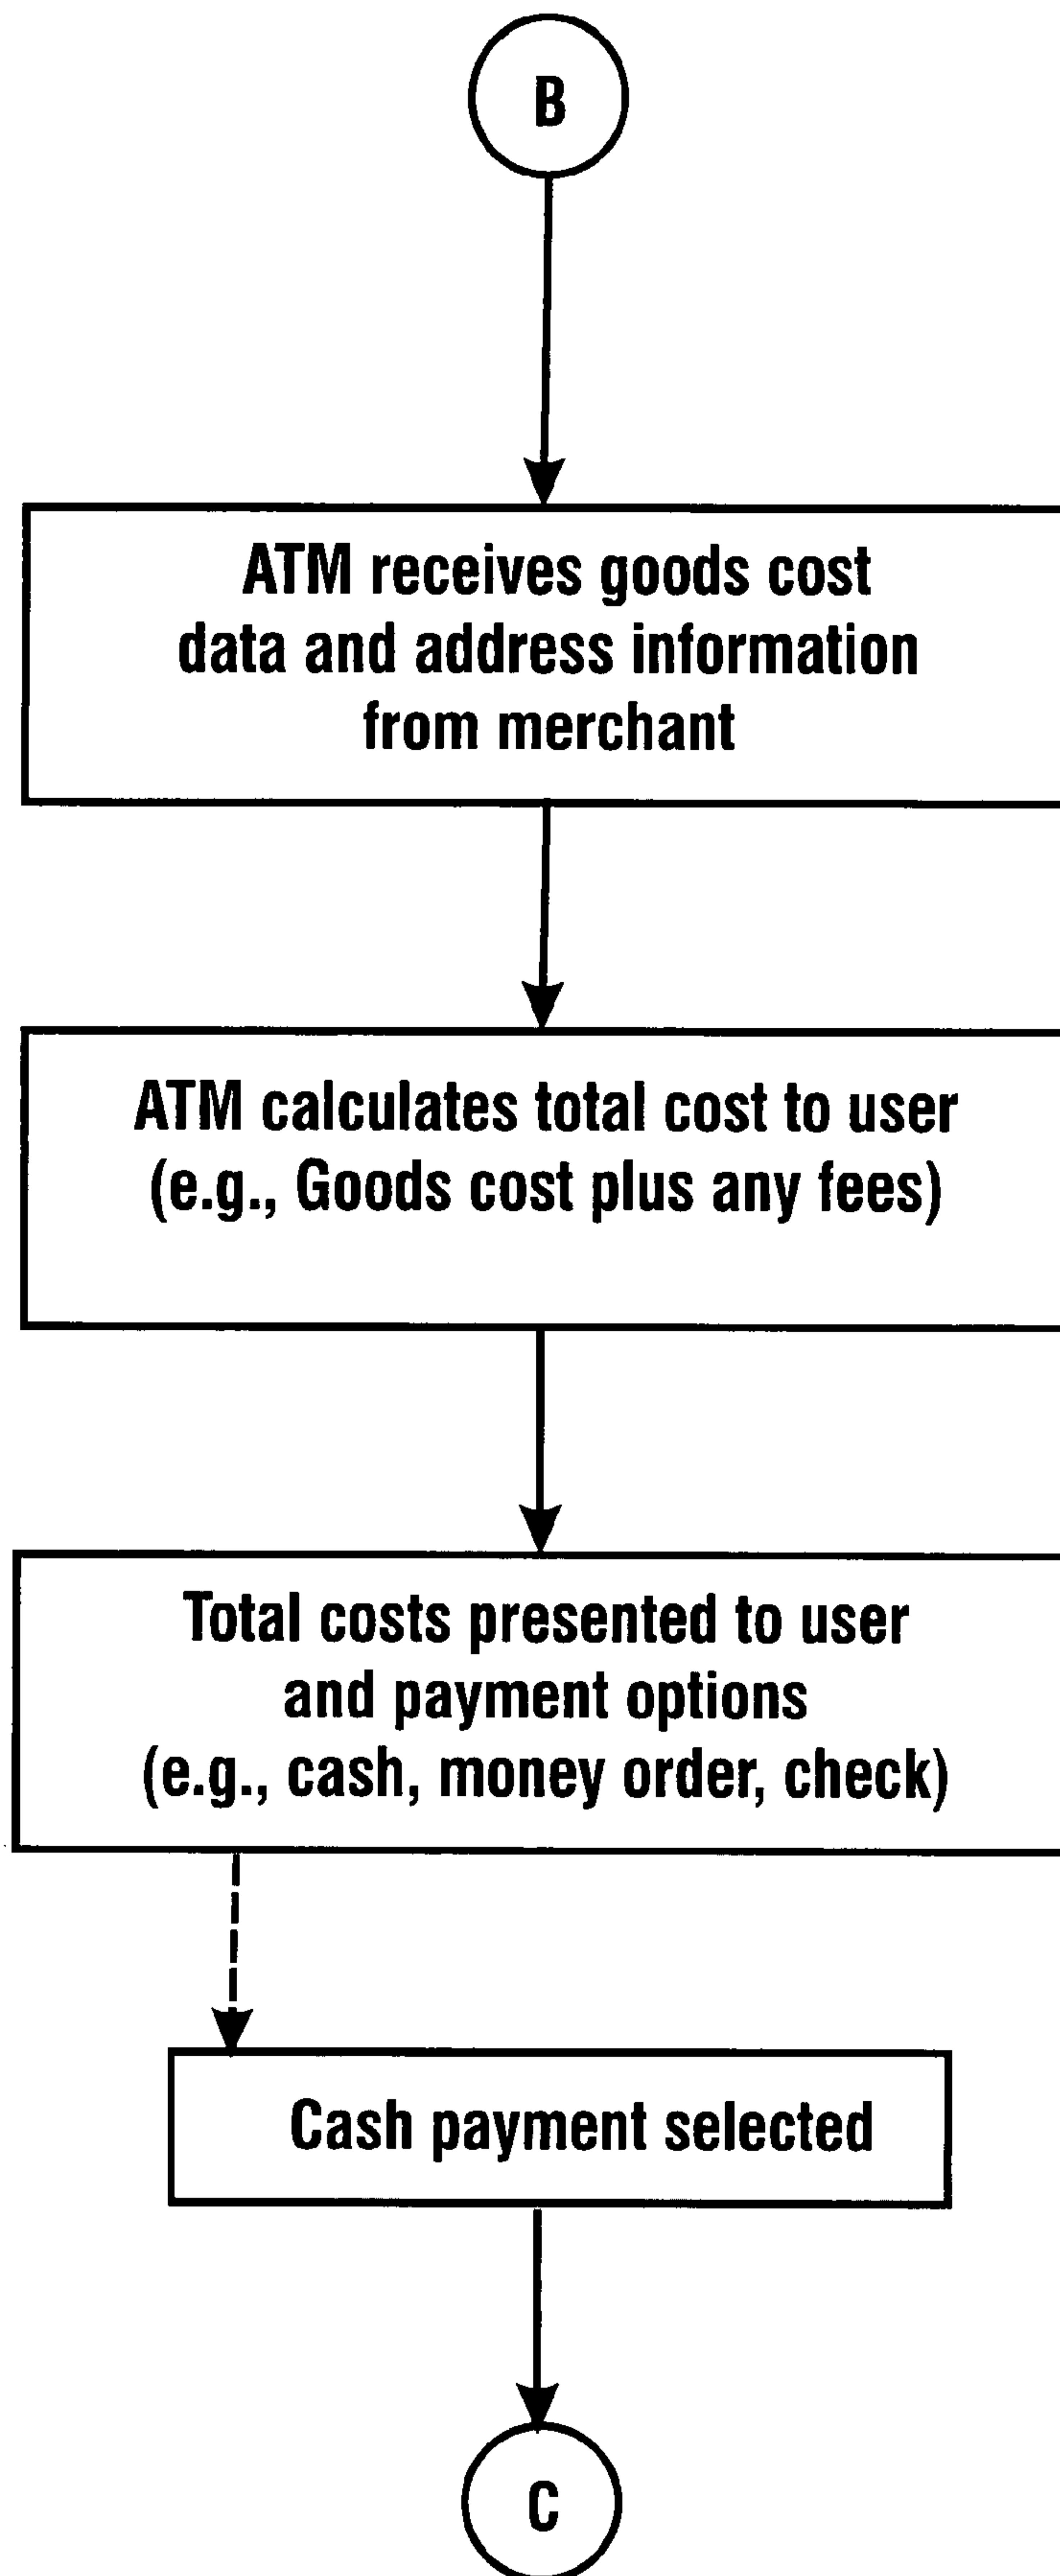 B
ATM receives goods cost
data and address information
from merchant
ATM calculates total cost to user
(e.g., Goods cost plus any fees)
Total costs presented to user
and payment options
(e.g., cash, money order, check)
Cash payment selected
C